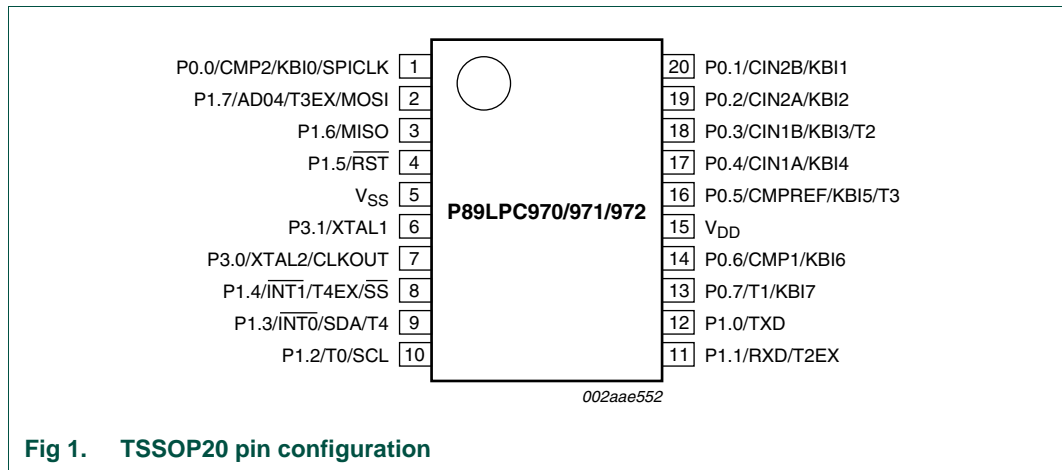 P0.0/CMP2/KBI0/SPICLK 1
P1.7/AD04/T3EX/MOSI 2
P1.6/MISO 3
P1.5/R̅S̅T̅ 4
VSS 5
P3.1/XTAL1 6
P3.0/XTAL2/CLKOUT 7
P1.4/I̅N̅T̅1̅/T4EX/S̅S̅ 8
P1.3/I̅N̅T̅0̅/SDA/T4 9
P1.2/T0/SCL 10
P89LPC970/971/972
20 P0.1/CIN2B/KBI1
19 P0.2/CIN2A/KBI2
18 P0.3/CIN1B/KBI3/T2
17 P0.4/CIN1A/KBI4
16 P0.5/CMPREF/KBI5/T3
15 VDD
14 P0.6/CMP1/KBI6
13 P0.7/T1/KBI7
12 P1.0/TXD
11 P1.1/RXD/T2EX
002aae552
Fig 1. TSSOP20 pin configuration